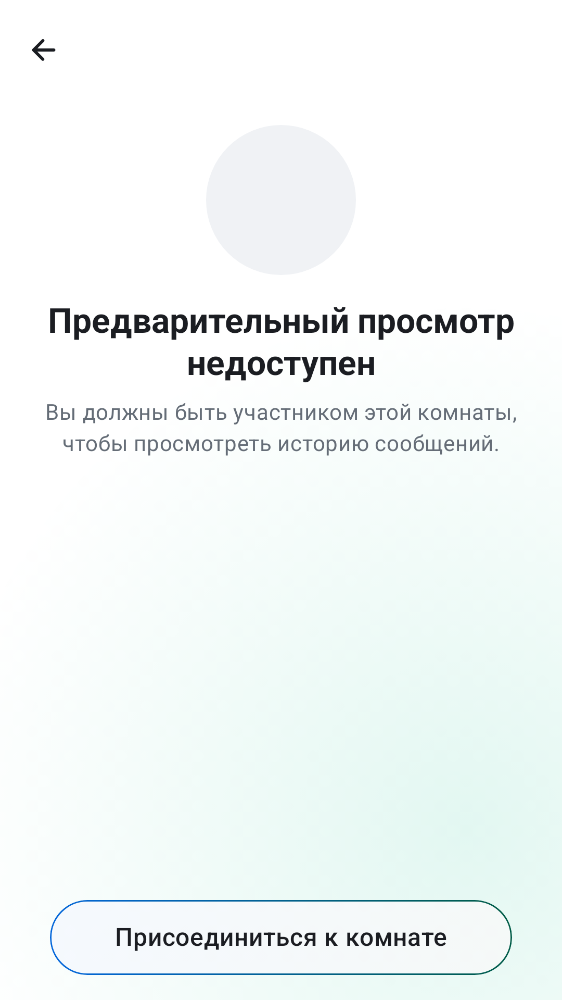 Предварительный просмотр
недоступен
Вы должны быть участником этой комнаты,
чтобы просмотреть историю сообщений.
Присоединиться к комнате